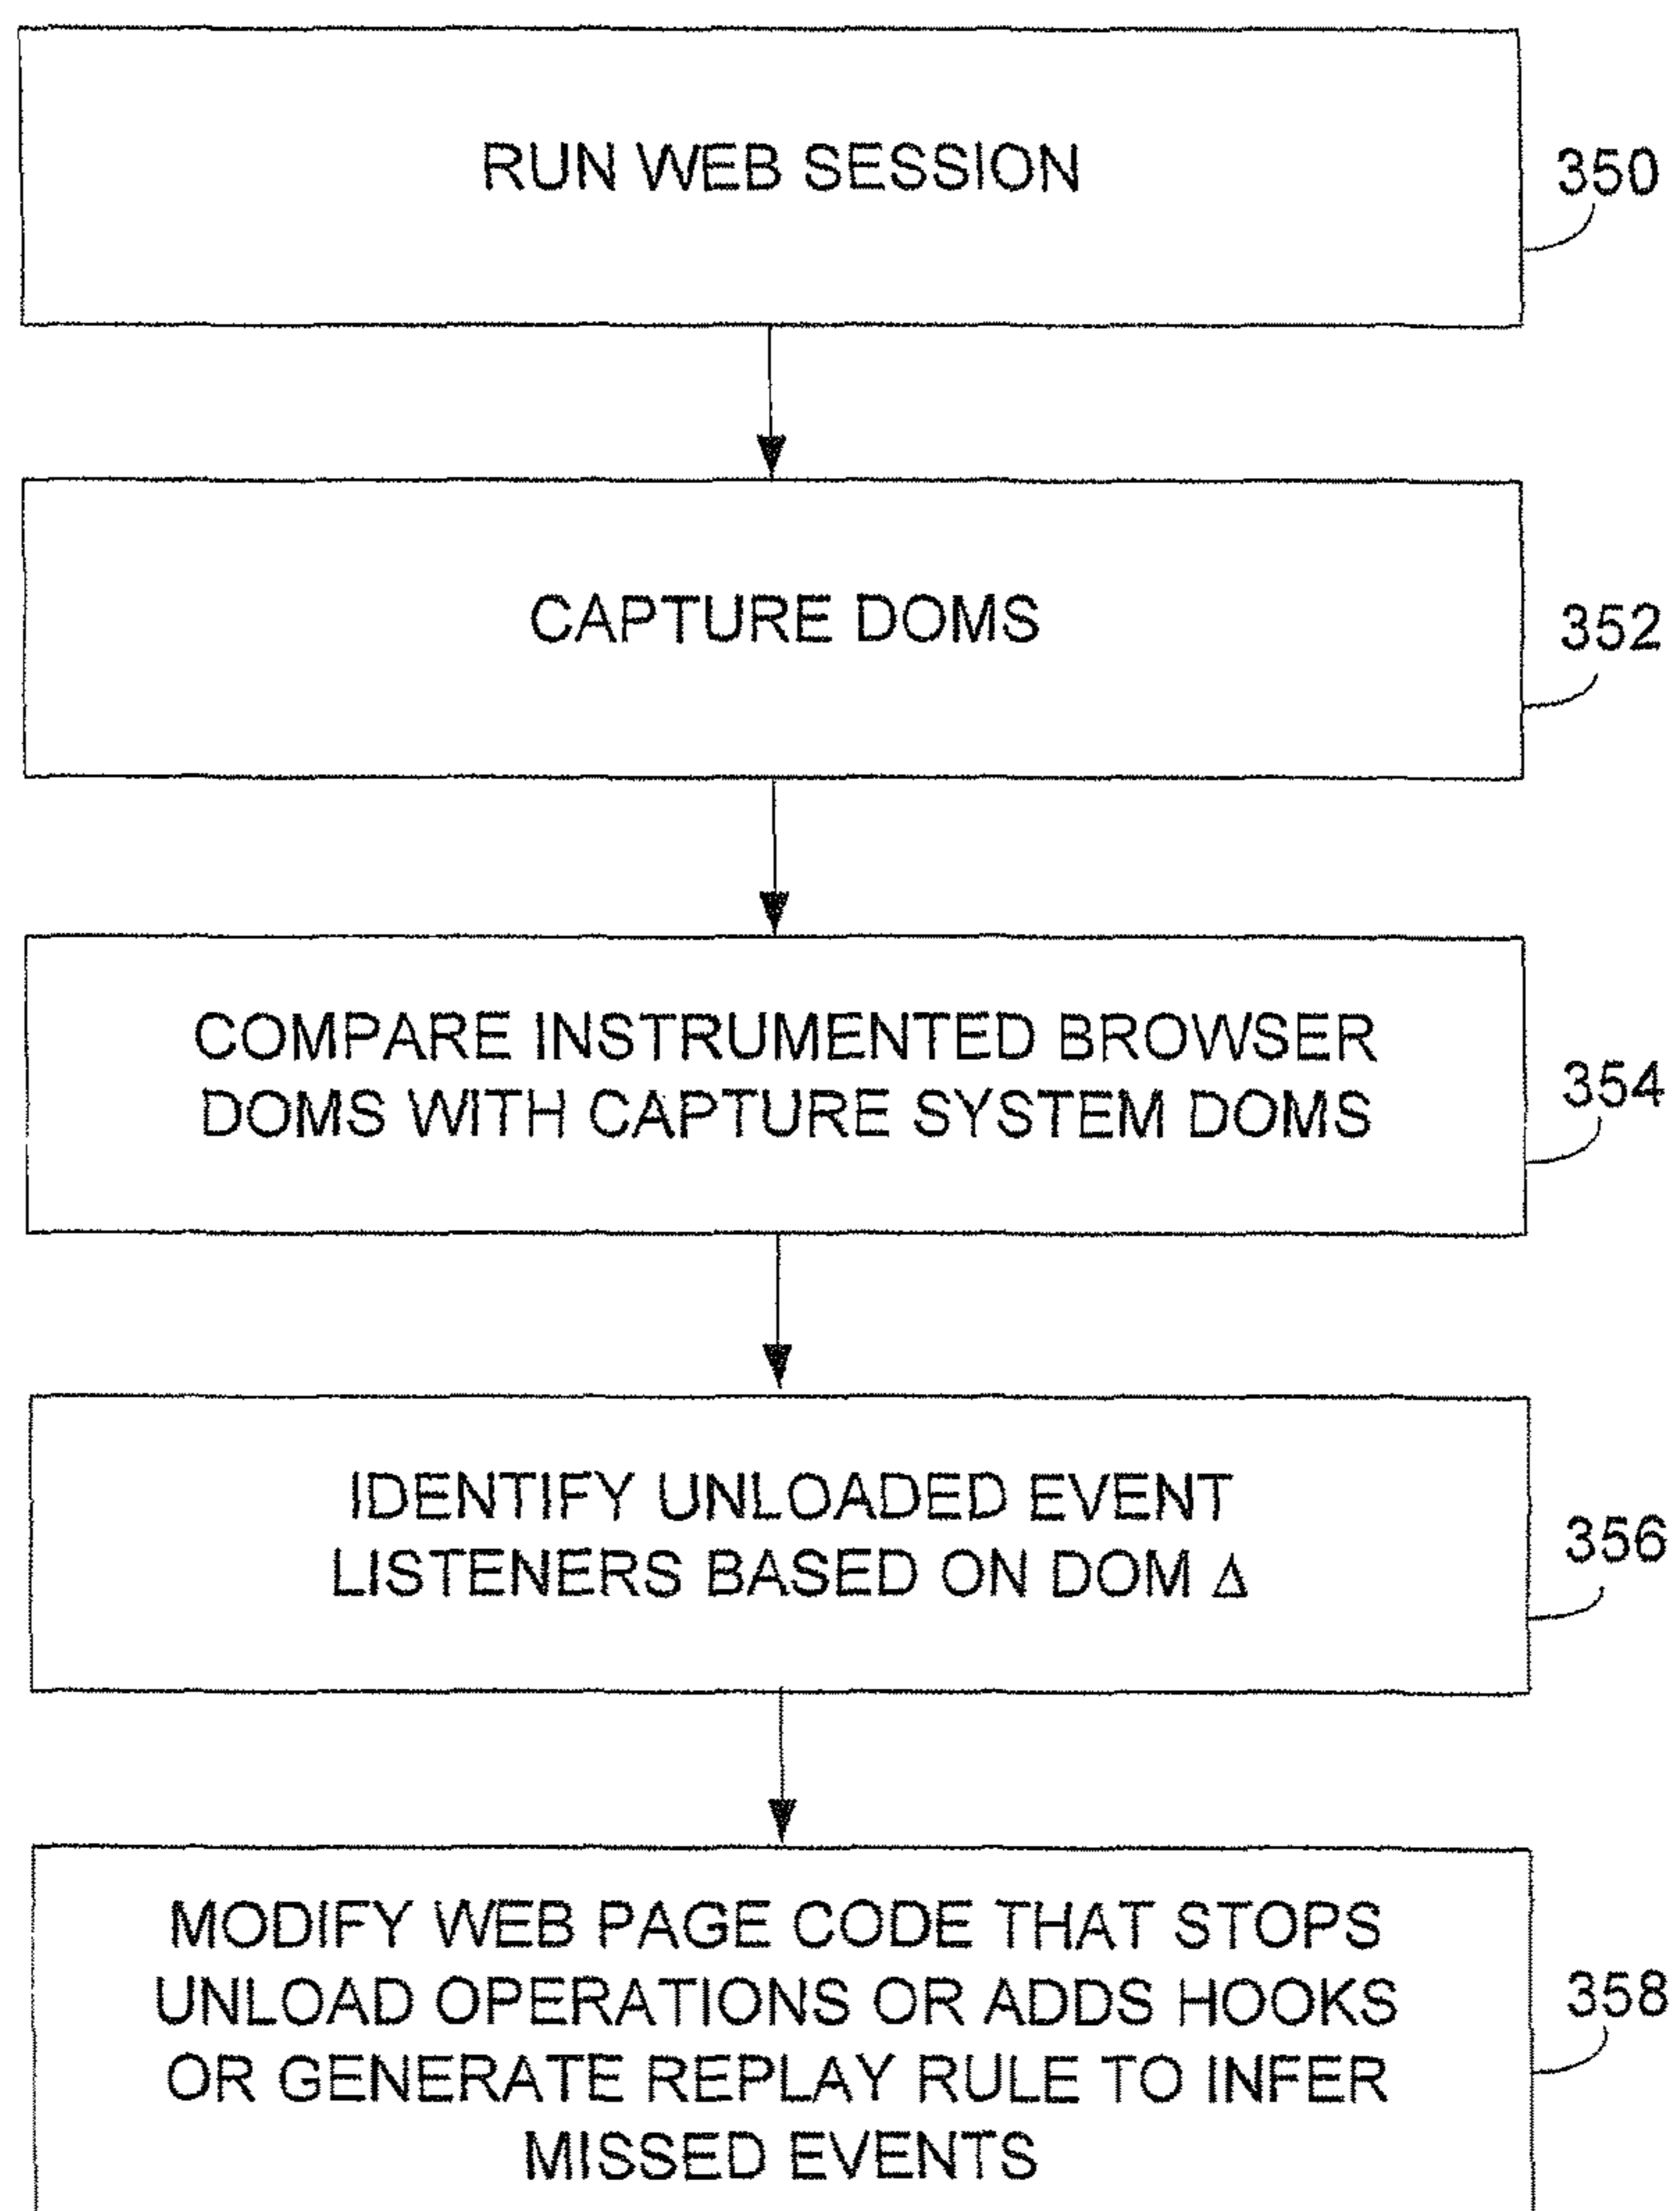 RUN WEB SESSION
350
CAPTURE DOMS
352
COMPARE INSTRUMENTED BROWSER
DOMS WITH CAPTURE SYSTEM DOMS
354
IDENTIFY UNLOADED EVENT
LISTENERS BASED ON DOM Δ
356
MODIFY WEB PAGE CODE THAT STOPS
UNLOAD OPERATIONS OR ADDS HOOKS
OR GENERATE REPLAY RULE TO INFER
MISSED EVENTS
358